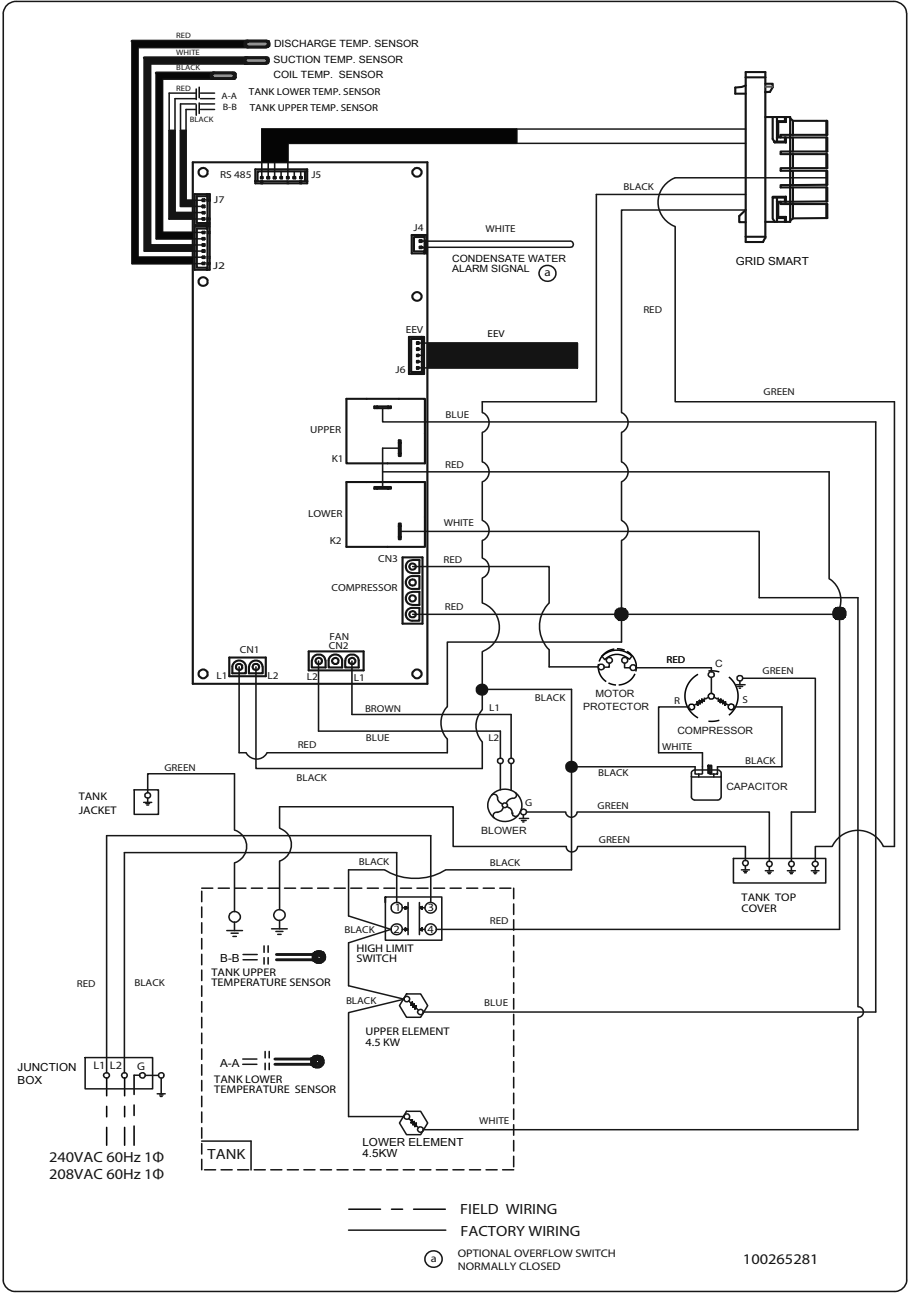 RED
DISCHARGE TEMP. SENSOR
WHITE
SUCTION TEMP. SENSOR
BLACK
COIL TEMP. SENSOR
RED
A-A
TANK LOWER TEMP. SENSOR
B-B
TANK UPPER TEMP. SENSOR
BLACK
RS 485
J5
J7
J2
J4
WHITE
CONDENSATE WATER
ALARM SIGNAL
a
BLACK
GRID SMART
RED
EEV
EEV
J6
GREEN
BLUE
UPPER
K1
RED
LOWER
K2
WHITE
CN3
RED
COMPRESSOR
RED
CN1
L1
L2
FAN
CN2
L2
L1
BROWN
L1
BLUE
L2
RED
BLACK
BLACK
MOTOR
PROTECTOR
RED
C
R
S
COMPRESSOR
GREEN
WHITE
BLACK
BLACK
CAPACITOR
GREEN
TANK
JACKET
G
BLOWER
GREEN
GREEN
TANK TOP
COVER
BLACK
BLACK
1
3
2
4
BLACK
RED
HIGH LIMIT
SWITCH
B-B
TANK UPPER
TEMPERATURE SENSOR
RED
BLACK
BLACK
BLUE
UPPER ELEMENT
4.5 KW
A-A
TANK LOWER
TEMPERATURE SENSOR
JUNCTION
BOX
L1
L2
G
WHITE
LOWER ELEMENT
4.5KW
TANK
240VAC 60Hz 1Φ
208VAC 60Hz 1Φ
FIELD WIRING
FACTORY WIRING
a
OPTIONAL OVERFLOW SWITCH
NORMALLY CLOSED
100265281